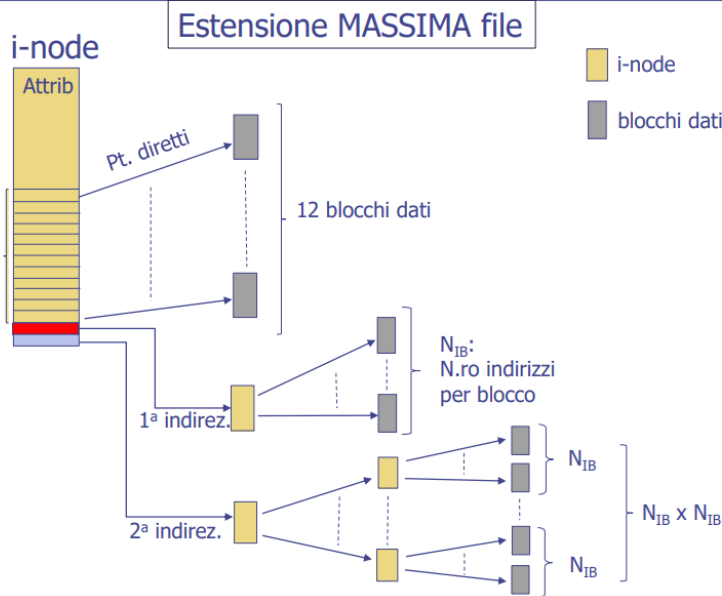 Estensione MASSIMA file
i-node
Attrib
i-node
blocchi dati
Pt. diretti
12 blocchi dati
N_IB:
N.ro indirizzi
per blocco
1ª indirez.
N_IB
N_IB x N_IB
2ª indirez.
N_IB